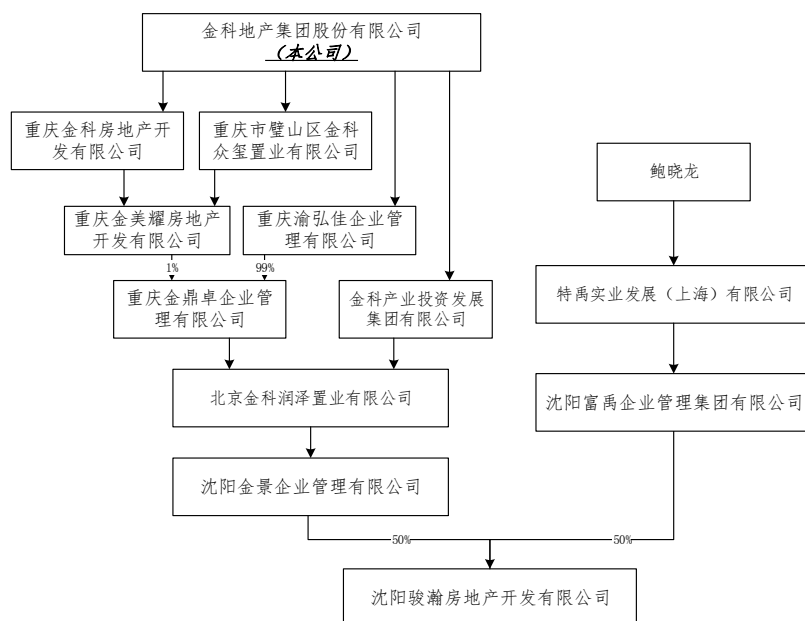 金科地产集团股份有限公司
（本公司）
重庆金科房地产开
发有限公司
重庆市璧山区金科
众玺置业有限公司
鲍晓龙
重庆金美耀房地产
开发有限公司
重庆渝弘佳企业管
理有限公司
1%
99%
重庆金鼎卓企业管
理有限公司
金科产业投资发展
集团有限公司
特禹实业发展（上海）有限公司
北京金科润泽置业有限公司
沈阳富禹企业管理集团有限公司
沈阳金景企业管理有限公司
50%
50%
沈阳骏瀚房地产开发有限公司